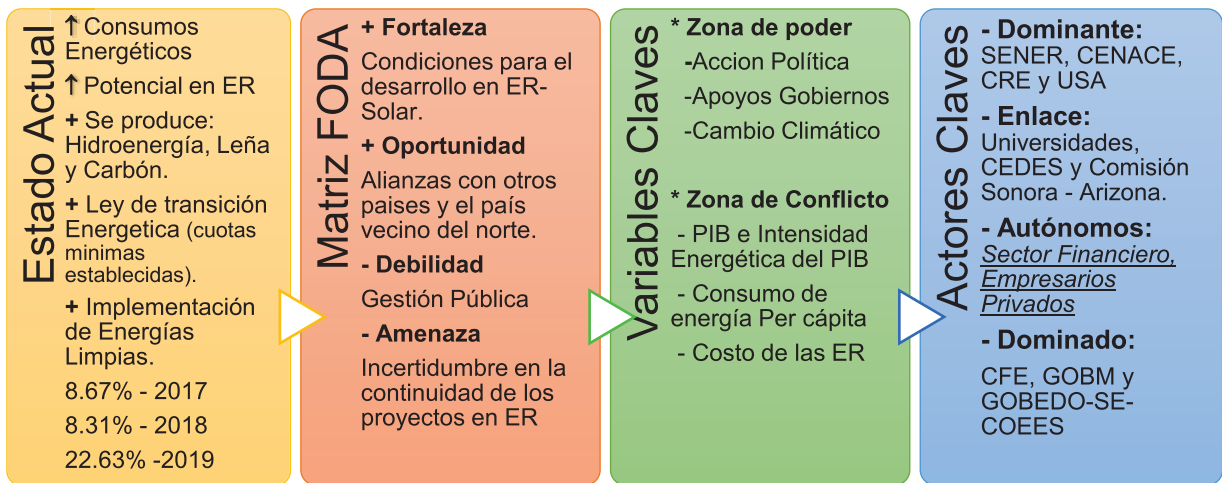 Estado Actual
↑ Consumos
Energéticos
↑ Potencial en ER
+ Se produce:
Hidroenergía, Leña
y Carbón.
+ Ley de transición
Energetica (cuotas
minimas
establecidas).
+ Implementación
de Energías
Limpias.
8.67% - 2017
8.31% - 2018
22.63% -2019
Matriz FODA
+ Fortaleza
Condiciones para el
desarrollo en ER-
Solar.
+ Oportunidad
Alianzas con otros
paises y el país
vecino del norte.
- Debilidad
Gestión Pública
- Amenaza
Incertidumbre en la
continuidad de los
proyectos en ER
Variables Claves
* Zona de poder
-Accion Política
-Apoyos Gobiernos
-Cambio Climático
* Zona de Conflicto
- PIB e Intensidad
Energética del PIB
- Consumo de
energía Per cápita
- Costo de las ER
Actores Claves
- Dominante:
SENER, CENACE,
CRE y USA
- Enlace:
Universidades,
CEDES y Comisión
Sonora - Arizona.
- Autónomos:
Sector Financiero,
Empresarios
Privados
- Dominado:
CFE, GOBM y
GOBEDO-SE-
COEES